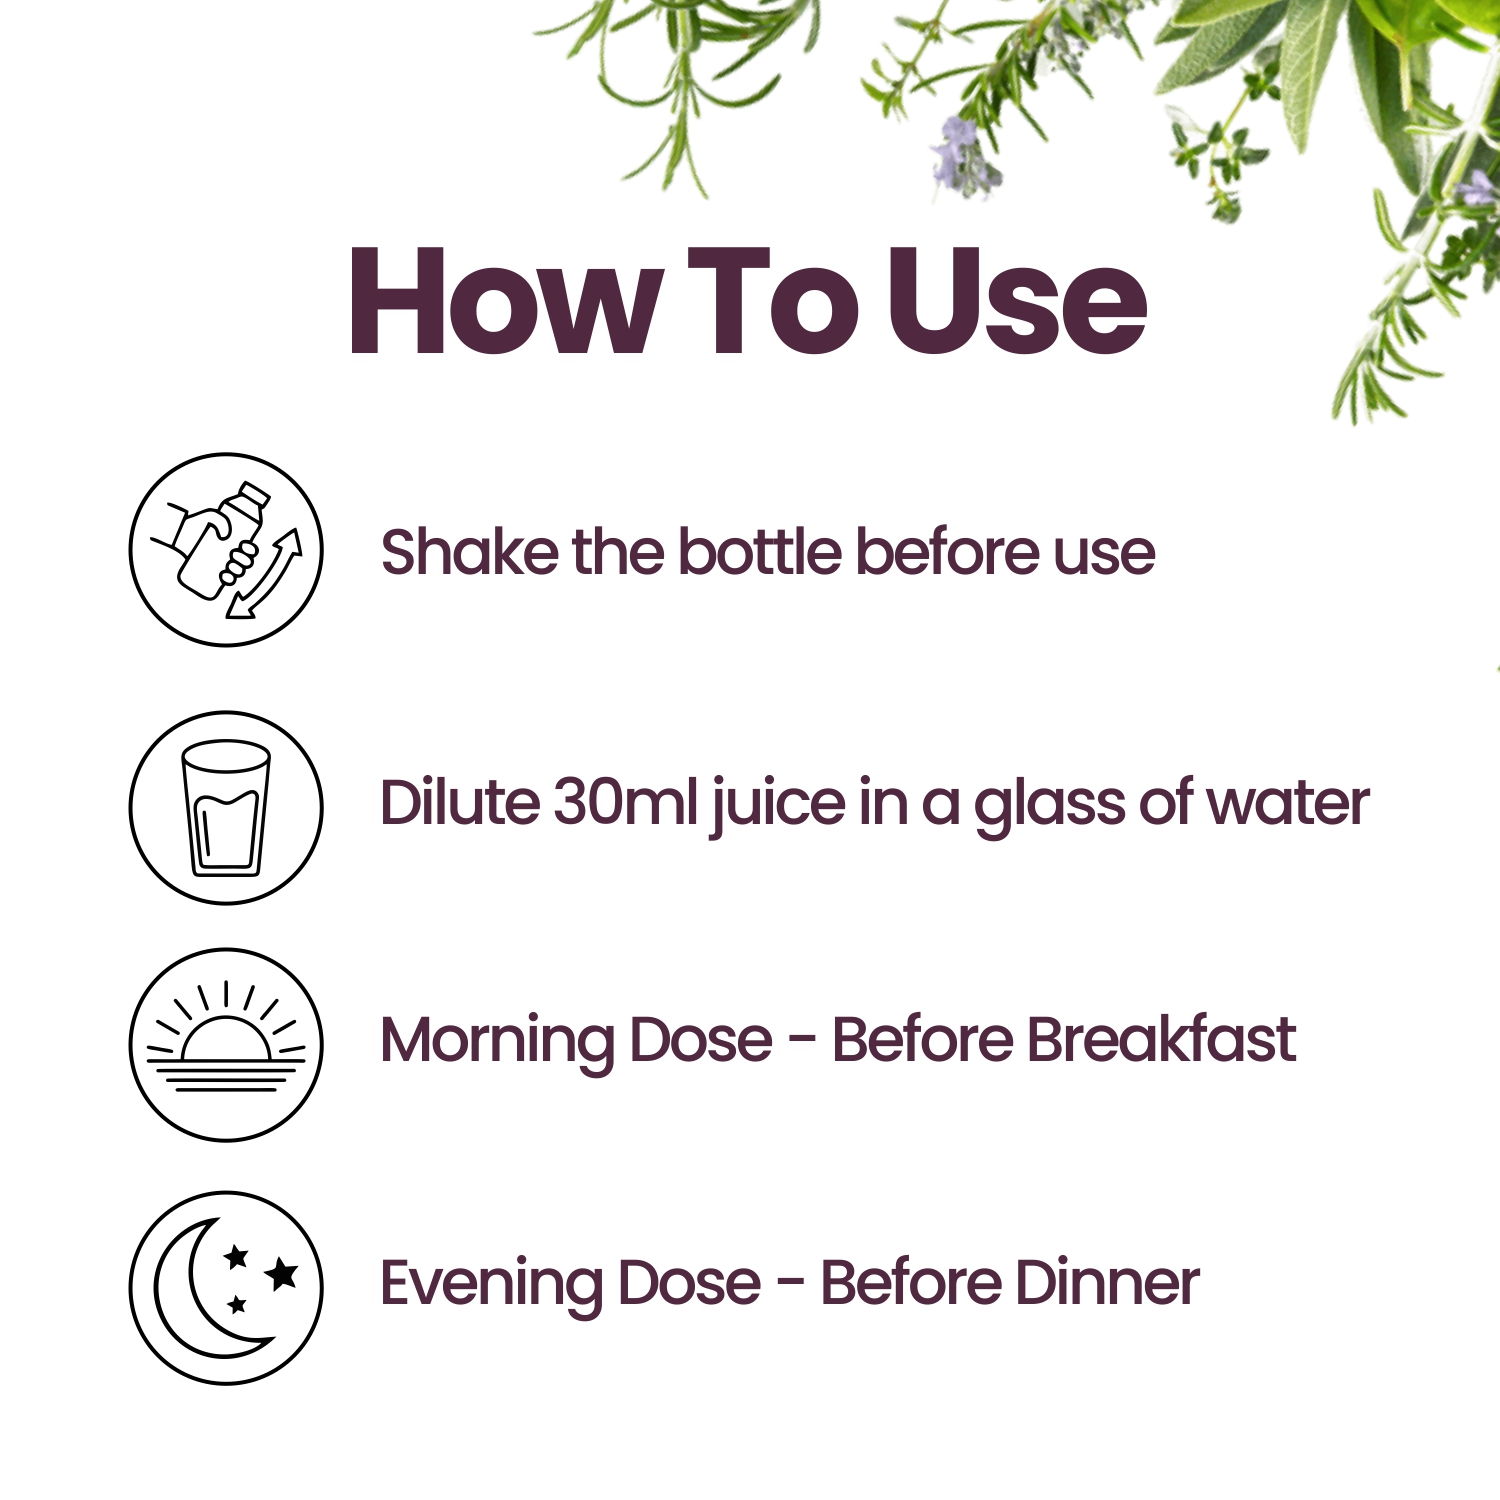 How To Use
Shake the bottle before use
Dilute 30ml juice in a glass of water
Morning Dose - Before Breakfast
Evening Dose - Before Dinner